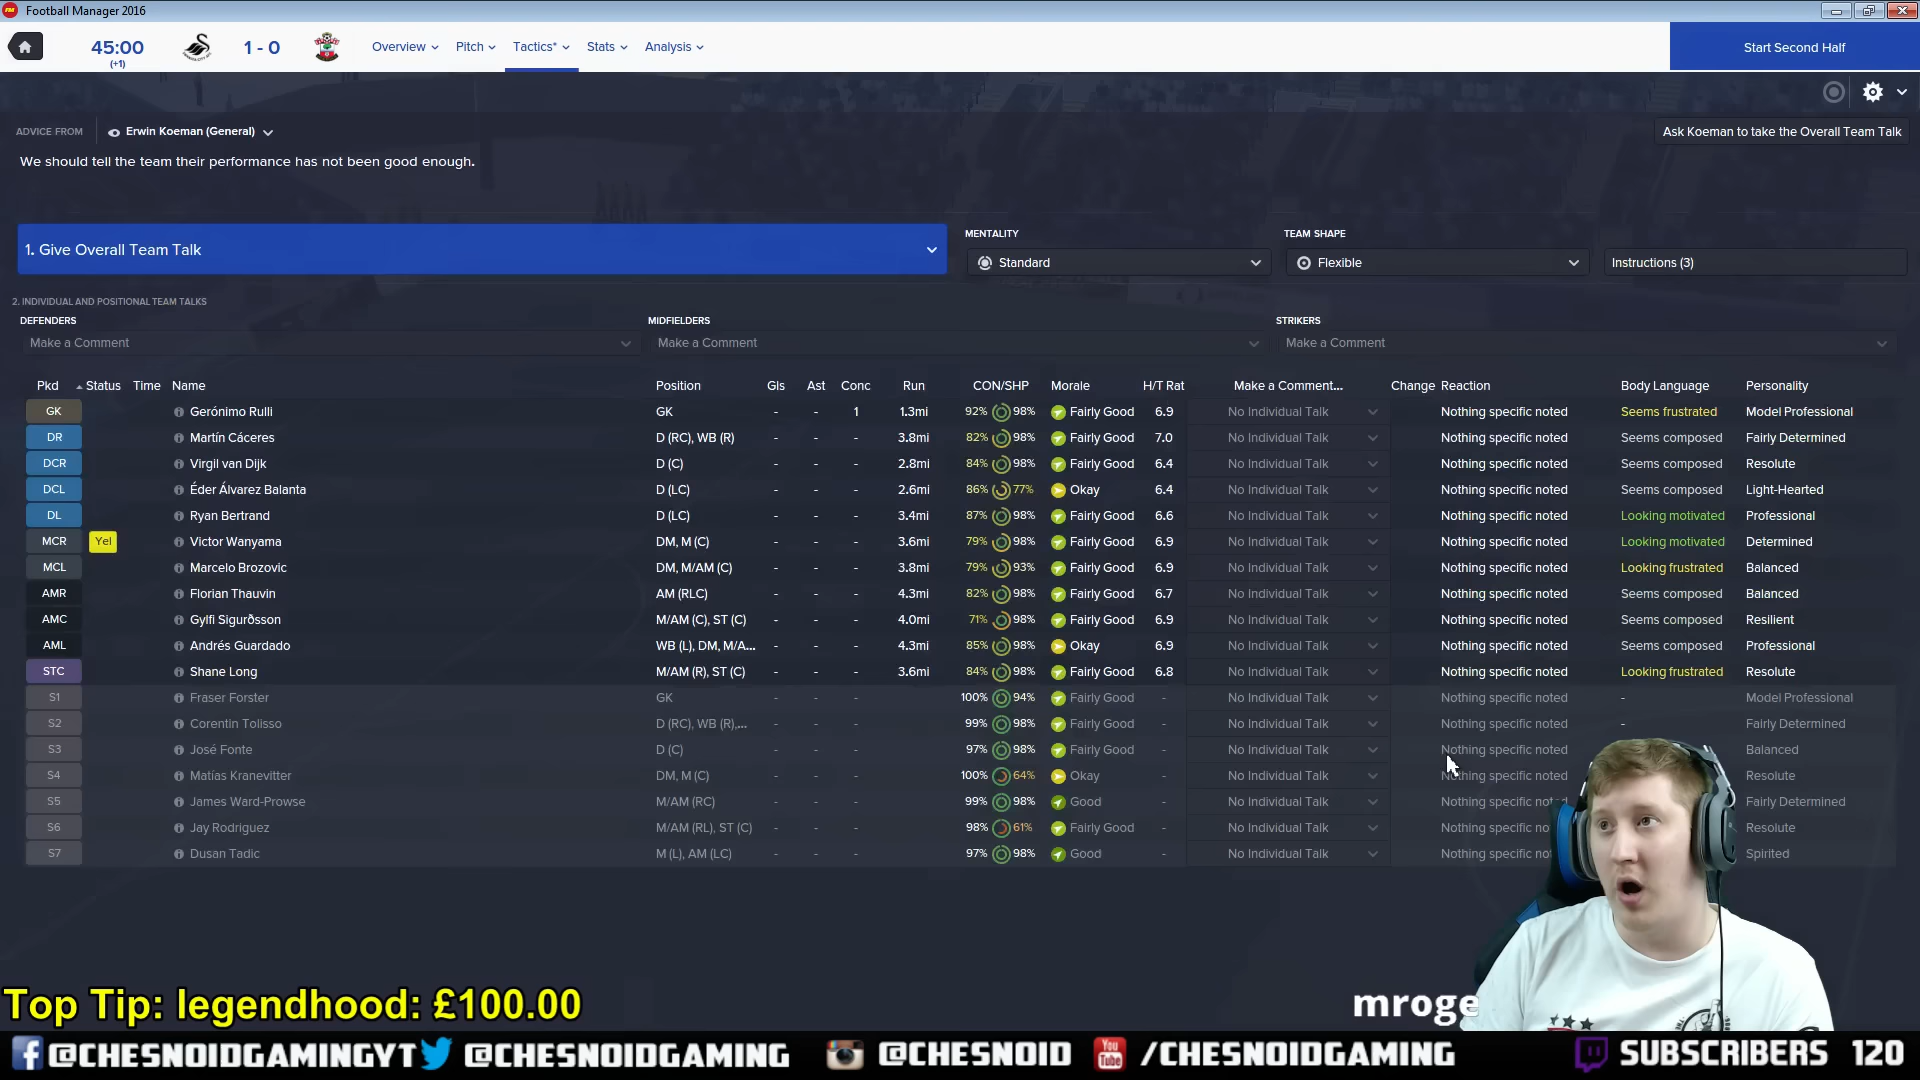 Football Manager 2016
45:00
(+1)
1 - 0
Overview
Pitch
Tactics*
Stats
Analysis
Start Second Half
ADVICE FROM
Erwin Koeman (General)
Ask Koeman to take the Overall Team Talk
We should tell the team their performance has not been good enough.
1. Give Overall Team Talk
MENTALITY
Standard
TEAM SHAPE
Flexible
Instructions (3)
2. INDIVIDUAL AND POSITIONAL TEAM TALKS
DEFENDERS MIDFIELDERS STRIKERS
Make a Comment Make a Comment Make a Comment
Pkd Status Time Name Position Gls Ast Conc Run CON/SHP Morale H/T Rat Make a Comment... Change Reaction Body Language Personality
GK Gerónimo Rulli GK - - 1 1.3mi 92% 98% Fairly Good 6.9 No Individual Talk Nothing specific noted Seems frustrated Model Professional
DR Martín Cáceres D (RC), WB (R) - - - 3.8mi 82% 98% Fairly Good 7.0 No Individual Talk Nothing specific noted Seems composed Fairly Determined
DCR Virgil van Dijk D (C) - - - 2.8mi 84% 98% Fairly Good 6.4 No Individual Talk Nothing specific noted Seems composed Resolute
DCL Éder Álvarez Balanta D (LC) - - - 2.6mi 86% 77% Okay 6.4 No Individual Talk Nothing specific noted Seems composed Light-Hearted
DL Ryan Bertrand D (LC) - - - 3.4mi 87% 98% Fairly Good 6.6 No Individual Talk Nothing specific noted Looking motivated Professional
MCR Yel Victor Wanyama DM, M (C) - - - 3.6mi 79% 98% Fairly Good 6.9 No Individual Talk Nothing specific noted Looking motivated Determined
MCL Marcelo Brozovic DM, M/AM (C) - - - 3.8mi 79% 93% Fairly Good 6.9 No Individual Talk Nothing specific noted Looking frustrated Balanced
AMR Florian Thauvin AM (RLC) - - - 4.3mi 82% 98% Fairly Good 6.7 No Individual Talk Nothing specific noted Seems composed Balanced
AMC Gylfi Sigurðsson M/AM (C), ST (C) - - - 4.0mi 71% 98% Fairly Good 6.9 No Individual Talk Nothing specific noted Seems composed Resilient
AML Andrés Guardado WB (L), DM, M/A... - - - 4.3mi 85% 98% Okay 6.9 No Individual Talk Nothing specific noted Seems composed Professional
STC Shane Long M/AM (R), ST (C) - - - 3.6mi 84% 98% Fairly Good 6.8 No Individual Talk Nothing specific noted Looking frustrated Resolute
S1 Fraser Forster GK - - - 100% 94% Fairly Good - No Individual Talk Nothing specific noted - Model Professional
S2 Corentin Tolisso D (RC), WB (R),... - - - 99% 98% Fairly Good - No Individual Talk Nothing specific noted - Fairly Determined
S3 José Fonte D (C) - - - 97% 98% Fairly Good - No Individual Talk Nothing specific noted Balanced
S4 Matías Kranevitter DM, M (C) - - - 100% 64% Okay - No Individual Talk Nothing specific noted Resolute
S5 James Ward-Prowse M/AM (RC) - - - 99% 98% Good - No Individual Talk Nothing specific noted Fairly Determined
S6 Jay Rodriguez M/AM (RL), ST (C) - - - 98% 61% Fairly Good - No Individual Talk Nothing specific Resolute
S7 Dusan Tadic M (L), AM (LC) - - - 97% 98% Good - No Individual Talk Nothing specific Spirited
Top Tip: legendhood: £100.00
mroge
@CHESNOIDGAMINGYT @CHESNOIDGAMING @CHESNOID You Tube /CHESNOIDGAMING SUBSCRIBERS 120